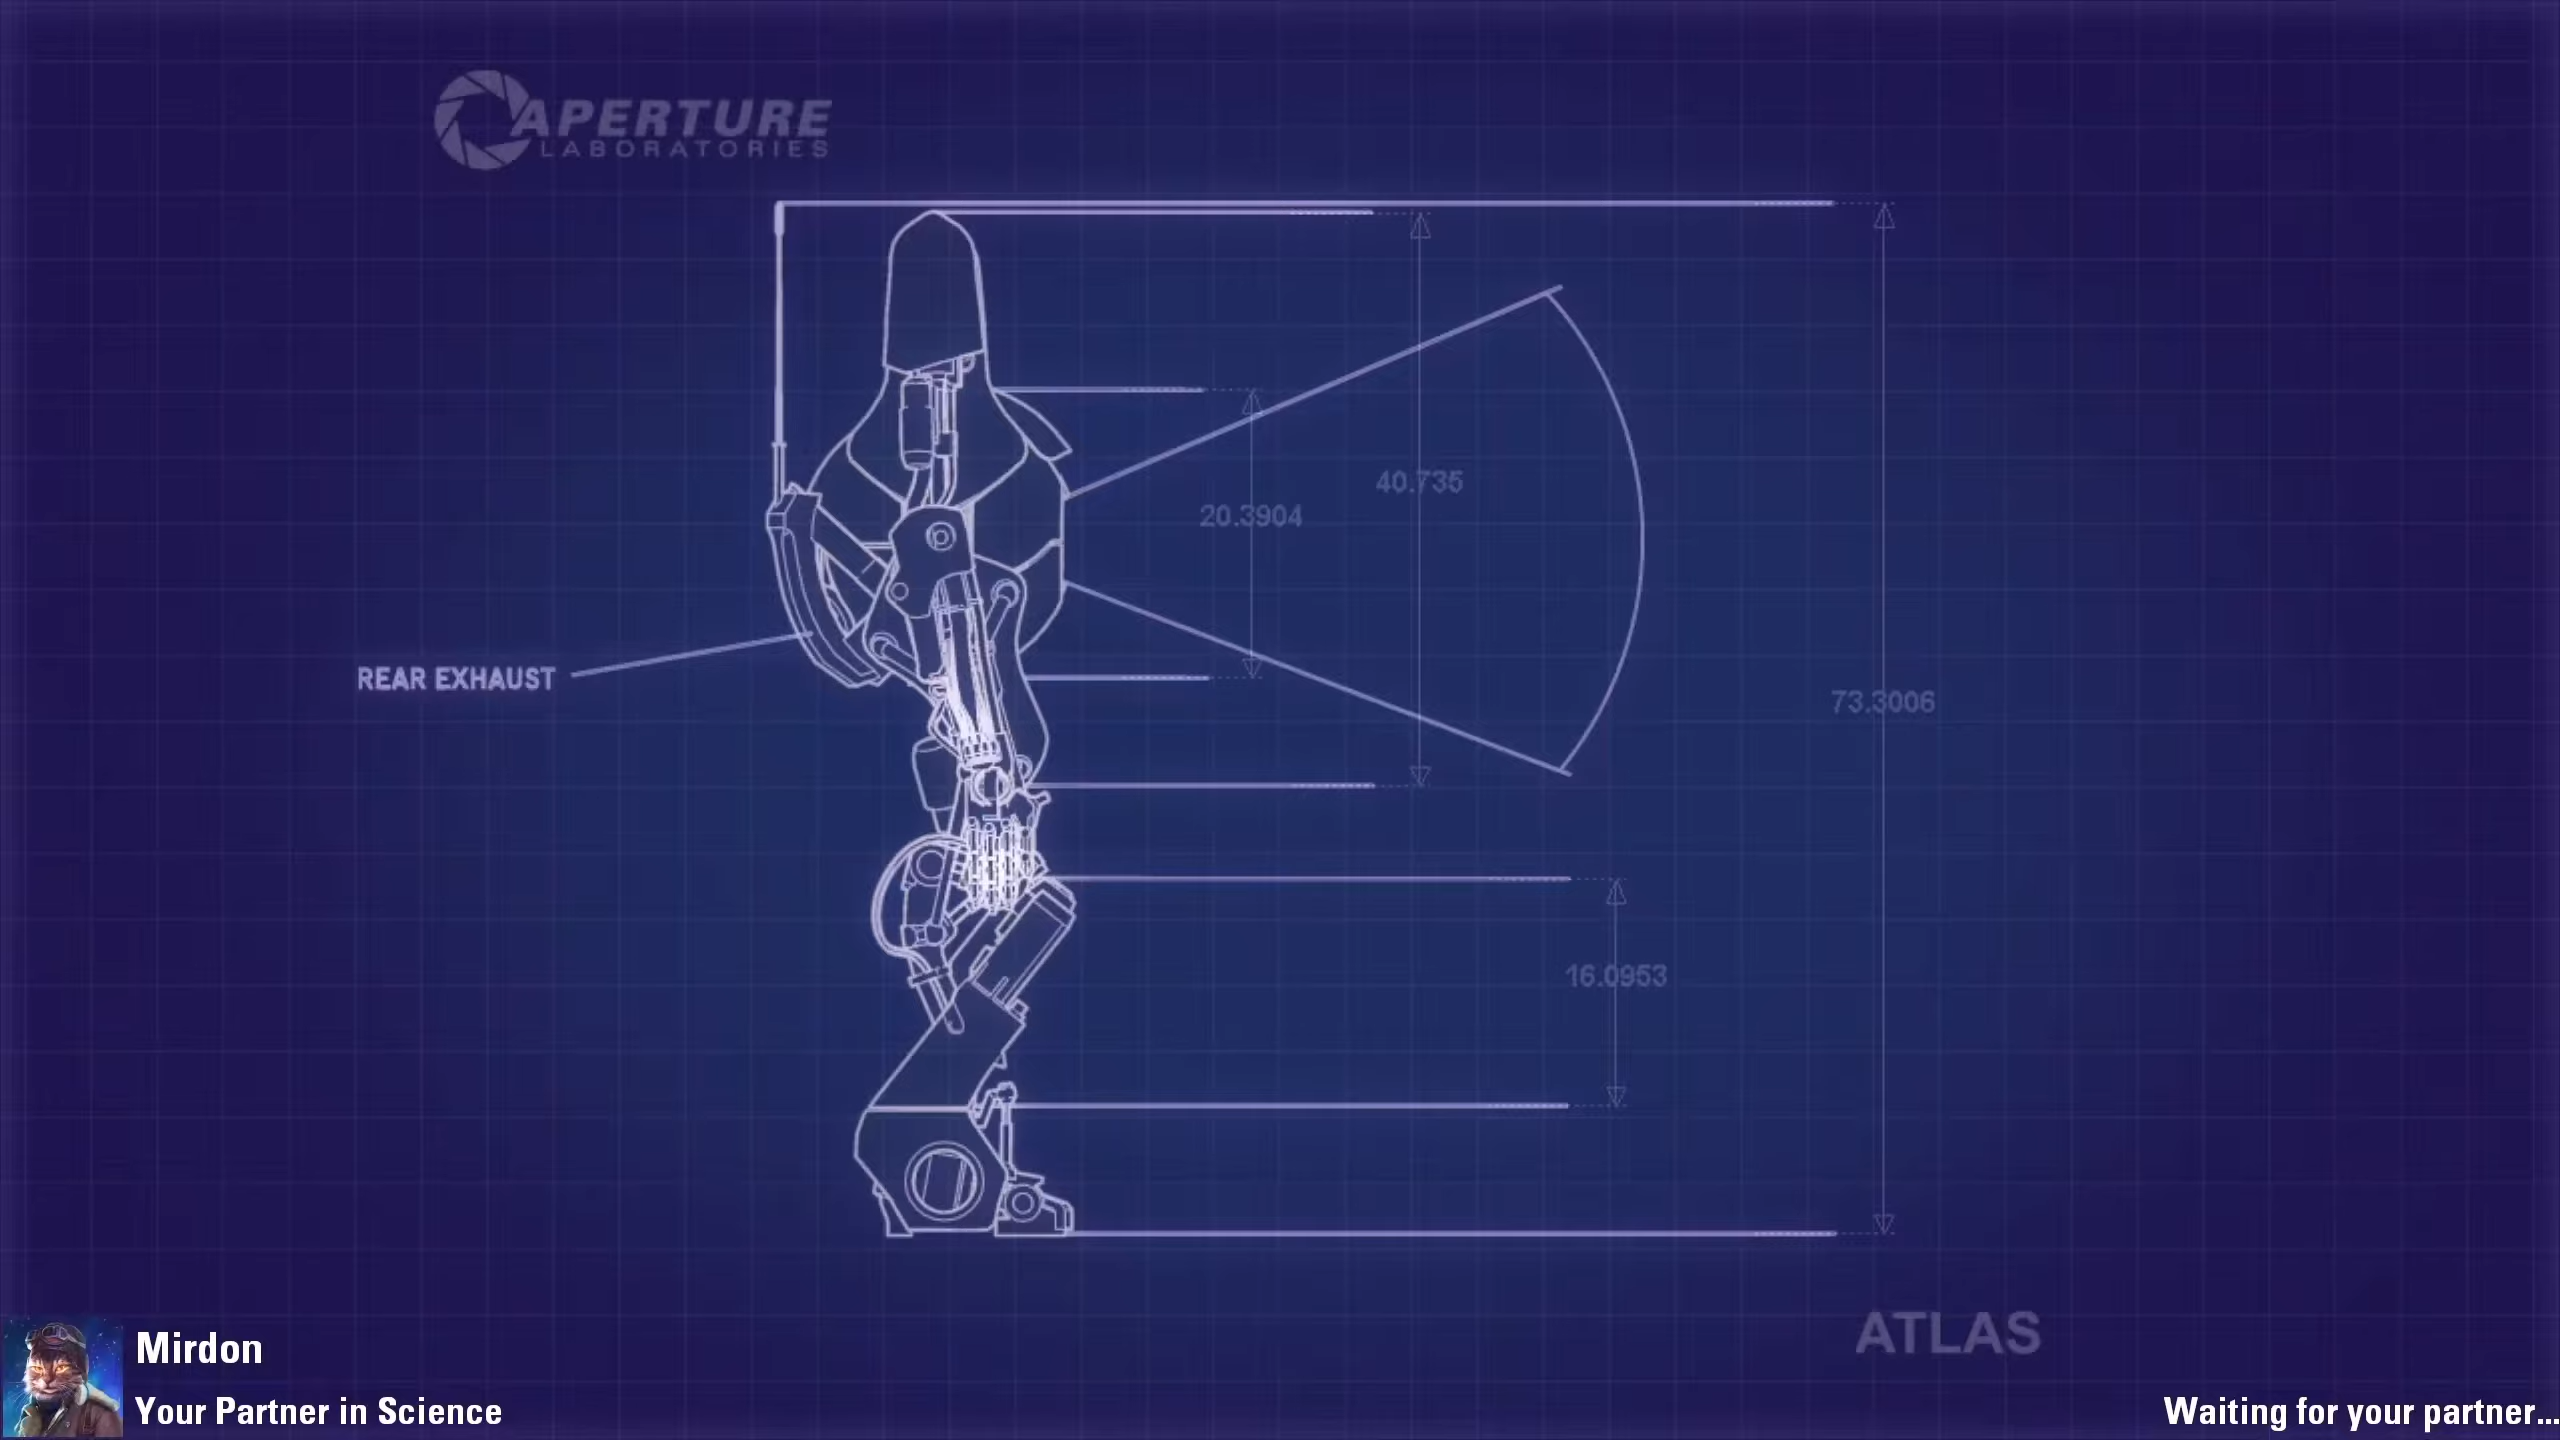 APERTURE
LABORATORIES
40.735
20.3904
REAR EXHAUST
73.3006
16.0953
ATLAS
Mirdon
Your Partner in Science
Waiting for your partner...